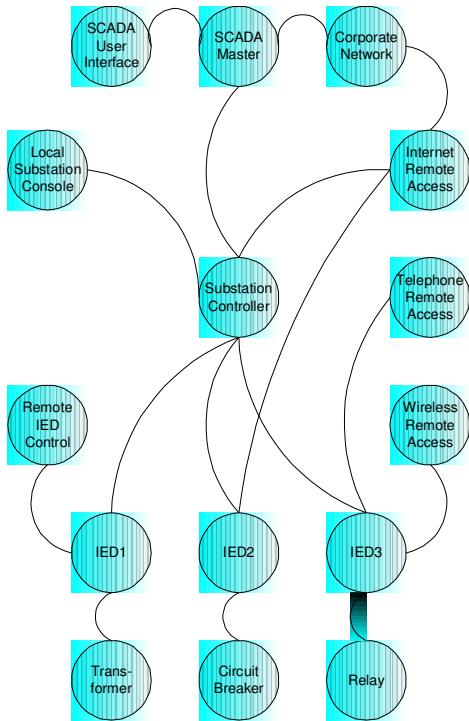 SCADA
User
Interface
SCADA
Master
Corporate
Network
Local
Substation
Console
Internet
Remote
Access
Substation
Controller
Telephone
Remote
Access
Remote
IED
Control
Wireless
Remote
Access
IED1
IED2
IED3
Trans-
former
Circuit
Breaker
Relay